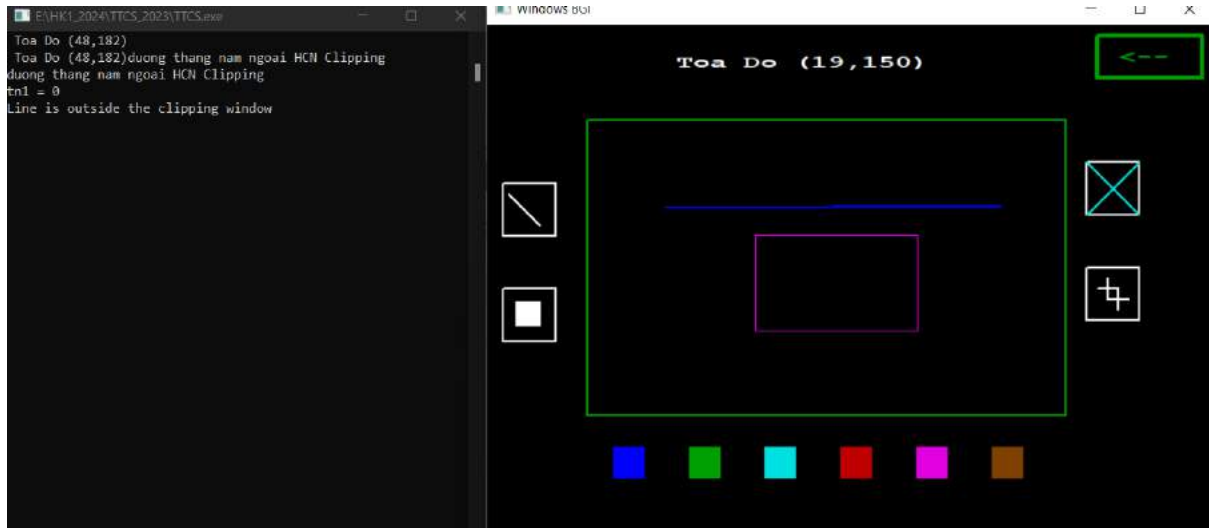 E:\HK1_2024\TTCS_2023\TTCS.exe
Toa Do (48,182)
Toa Do (48,182)duong thang nam ngoai HCN Clipping
duong thang nam ngoai HCN Clipping
tn1 = 0
Line is outside the clipping window
Windows BGI
Toa Do (19,150)
<--